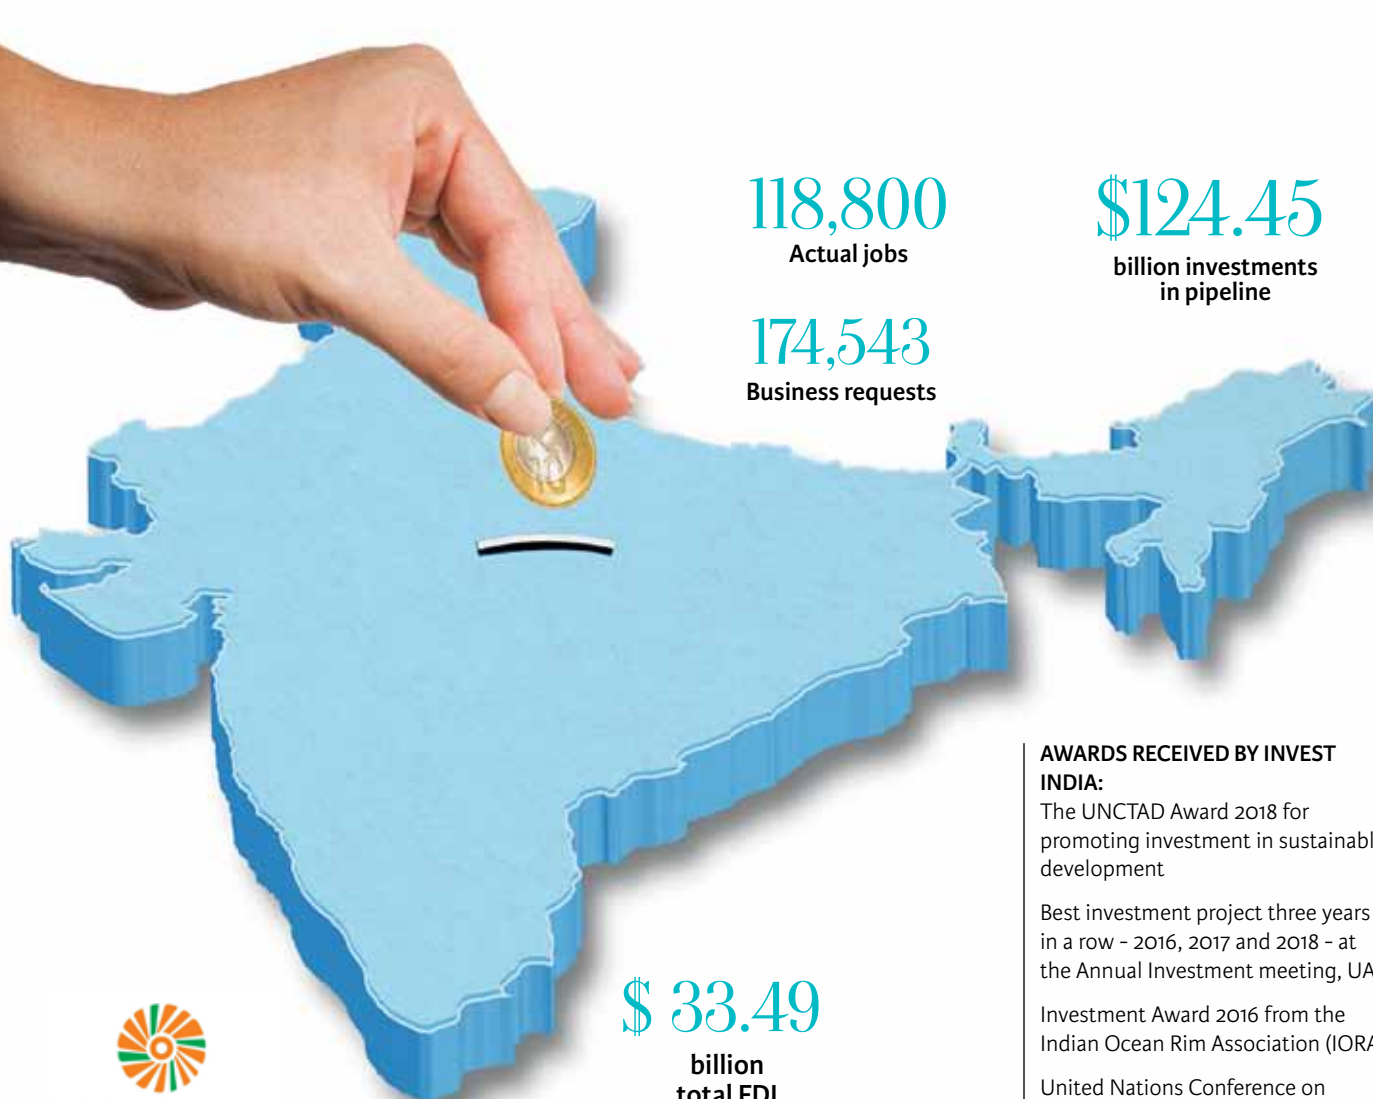 118,800
Actual jobs
$124.45
billion investments
in pipeline
174,543
Business requests
AWARDS RECEIVED BY INVEST
INDIA:
The UNCTAD Award 2018 for
promoting investment in sustainabl
development
Best investment project three years
in a row - 2016, 2017 and 2018 - at
the Annual Investment meeting, UA
Investment Award 2016 from the
Indian Ocean Rim Association (IORA
United Nations Conference on
$ 33.49
billion
total FDI